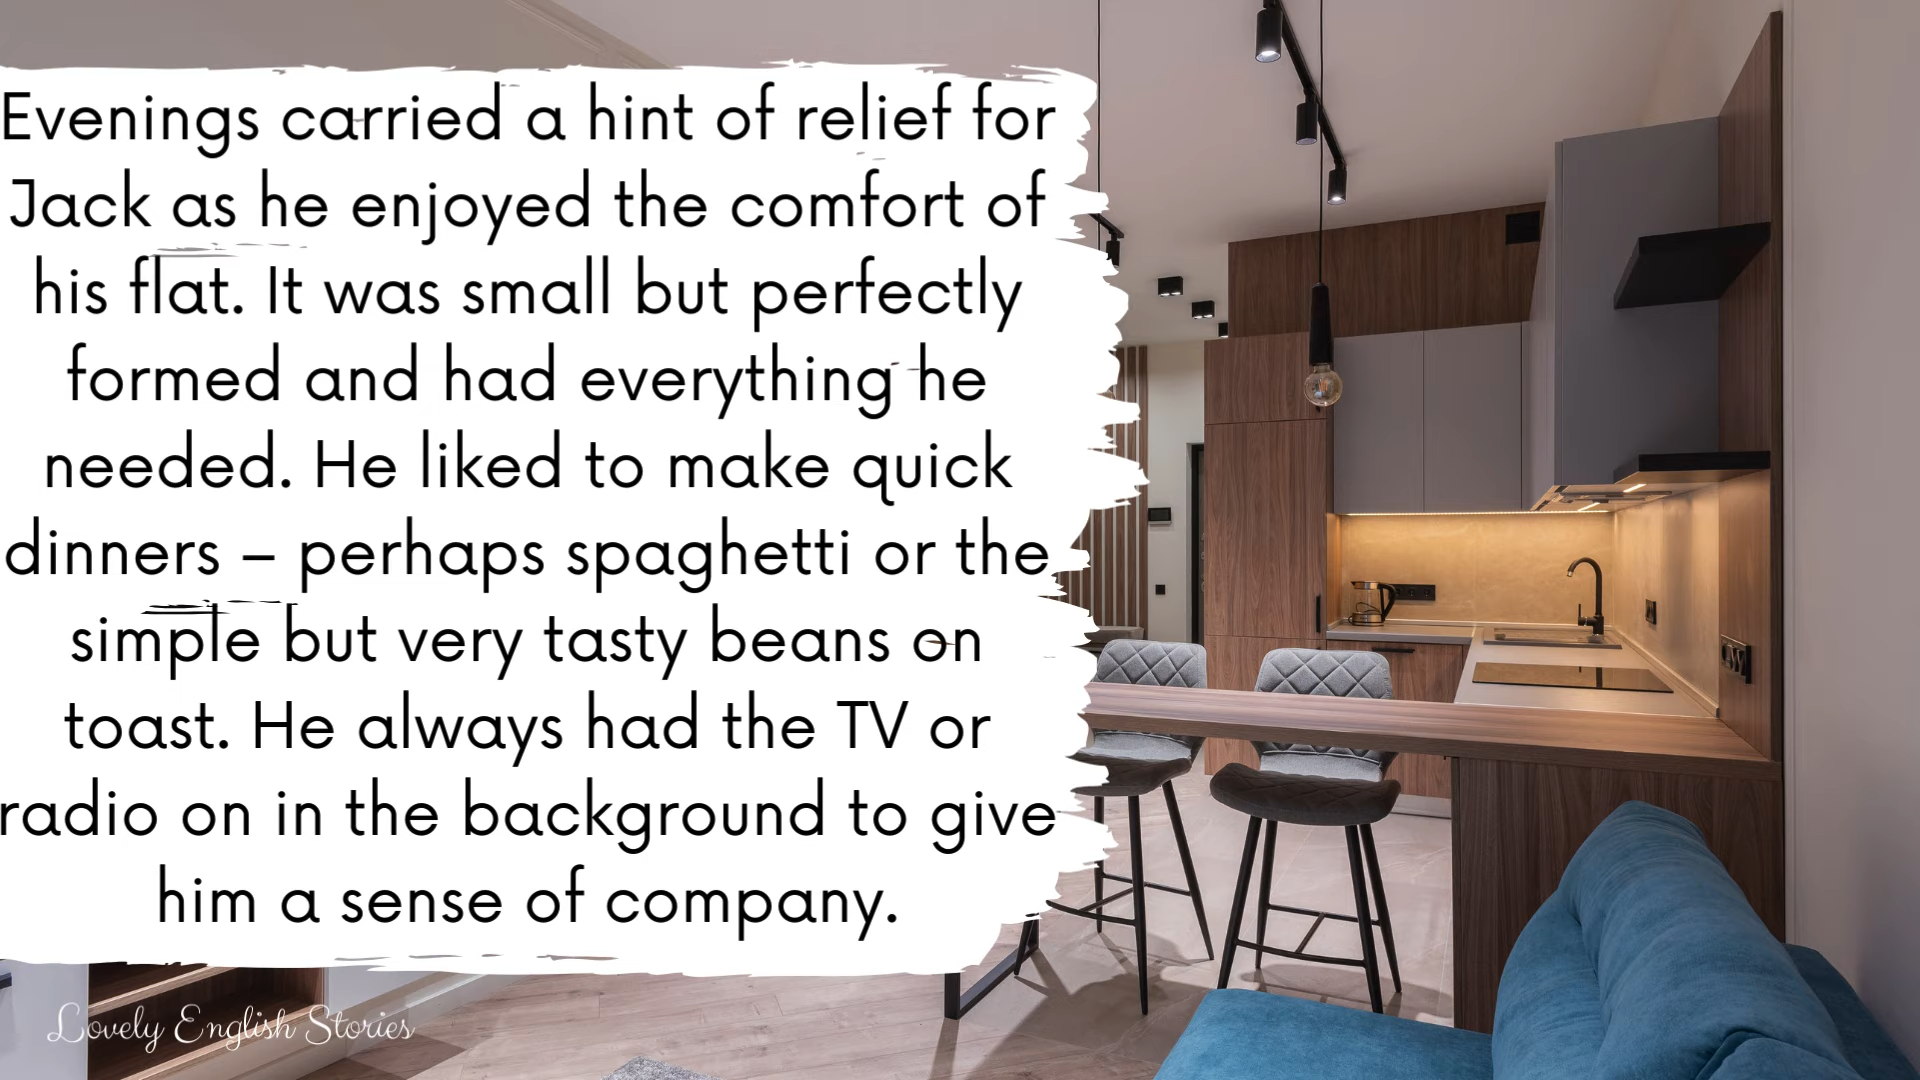 Evenings carried a hint of relief for
Jack as he enjoyed the comfort of
his flat. It was small but perfectly
formed and had everything he
needed. He liked to make quick
dinners – perhaps spaghetti or the
simple but very tasty beans on
toast. He always had the TV or
radio on in the background to give
him a sense of company.
Lovely English Stories